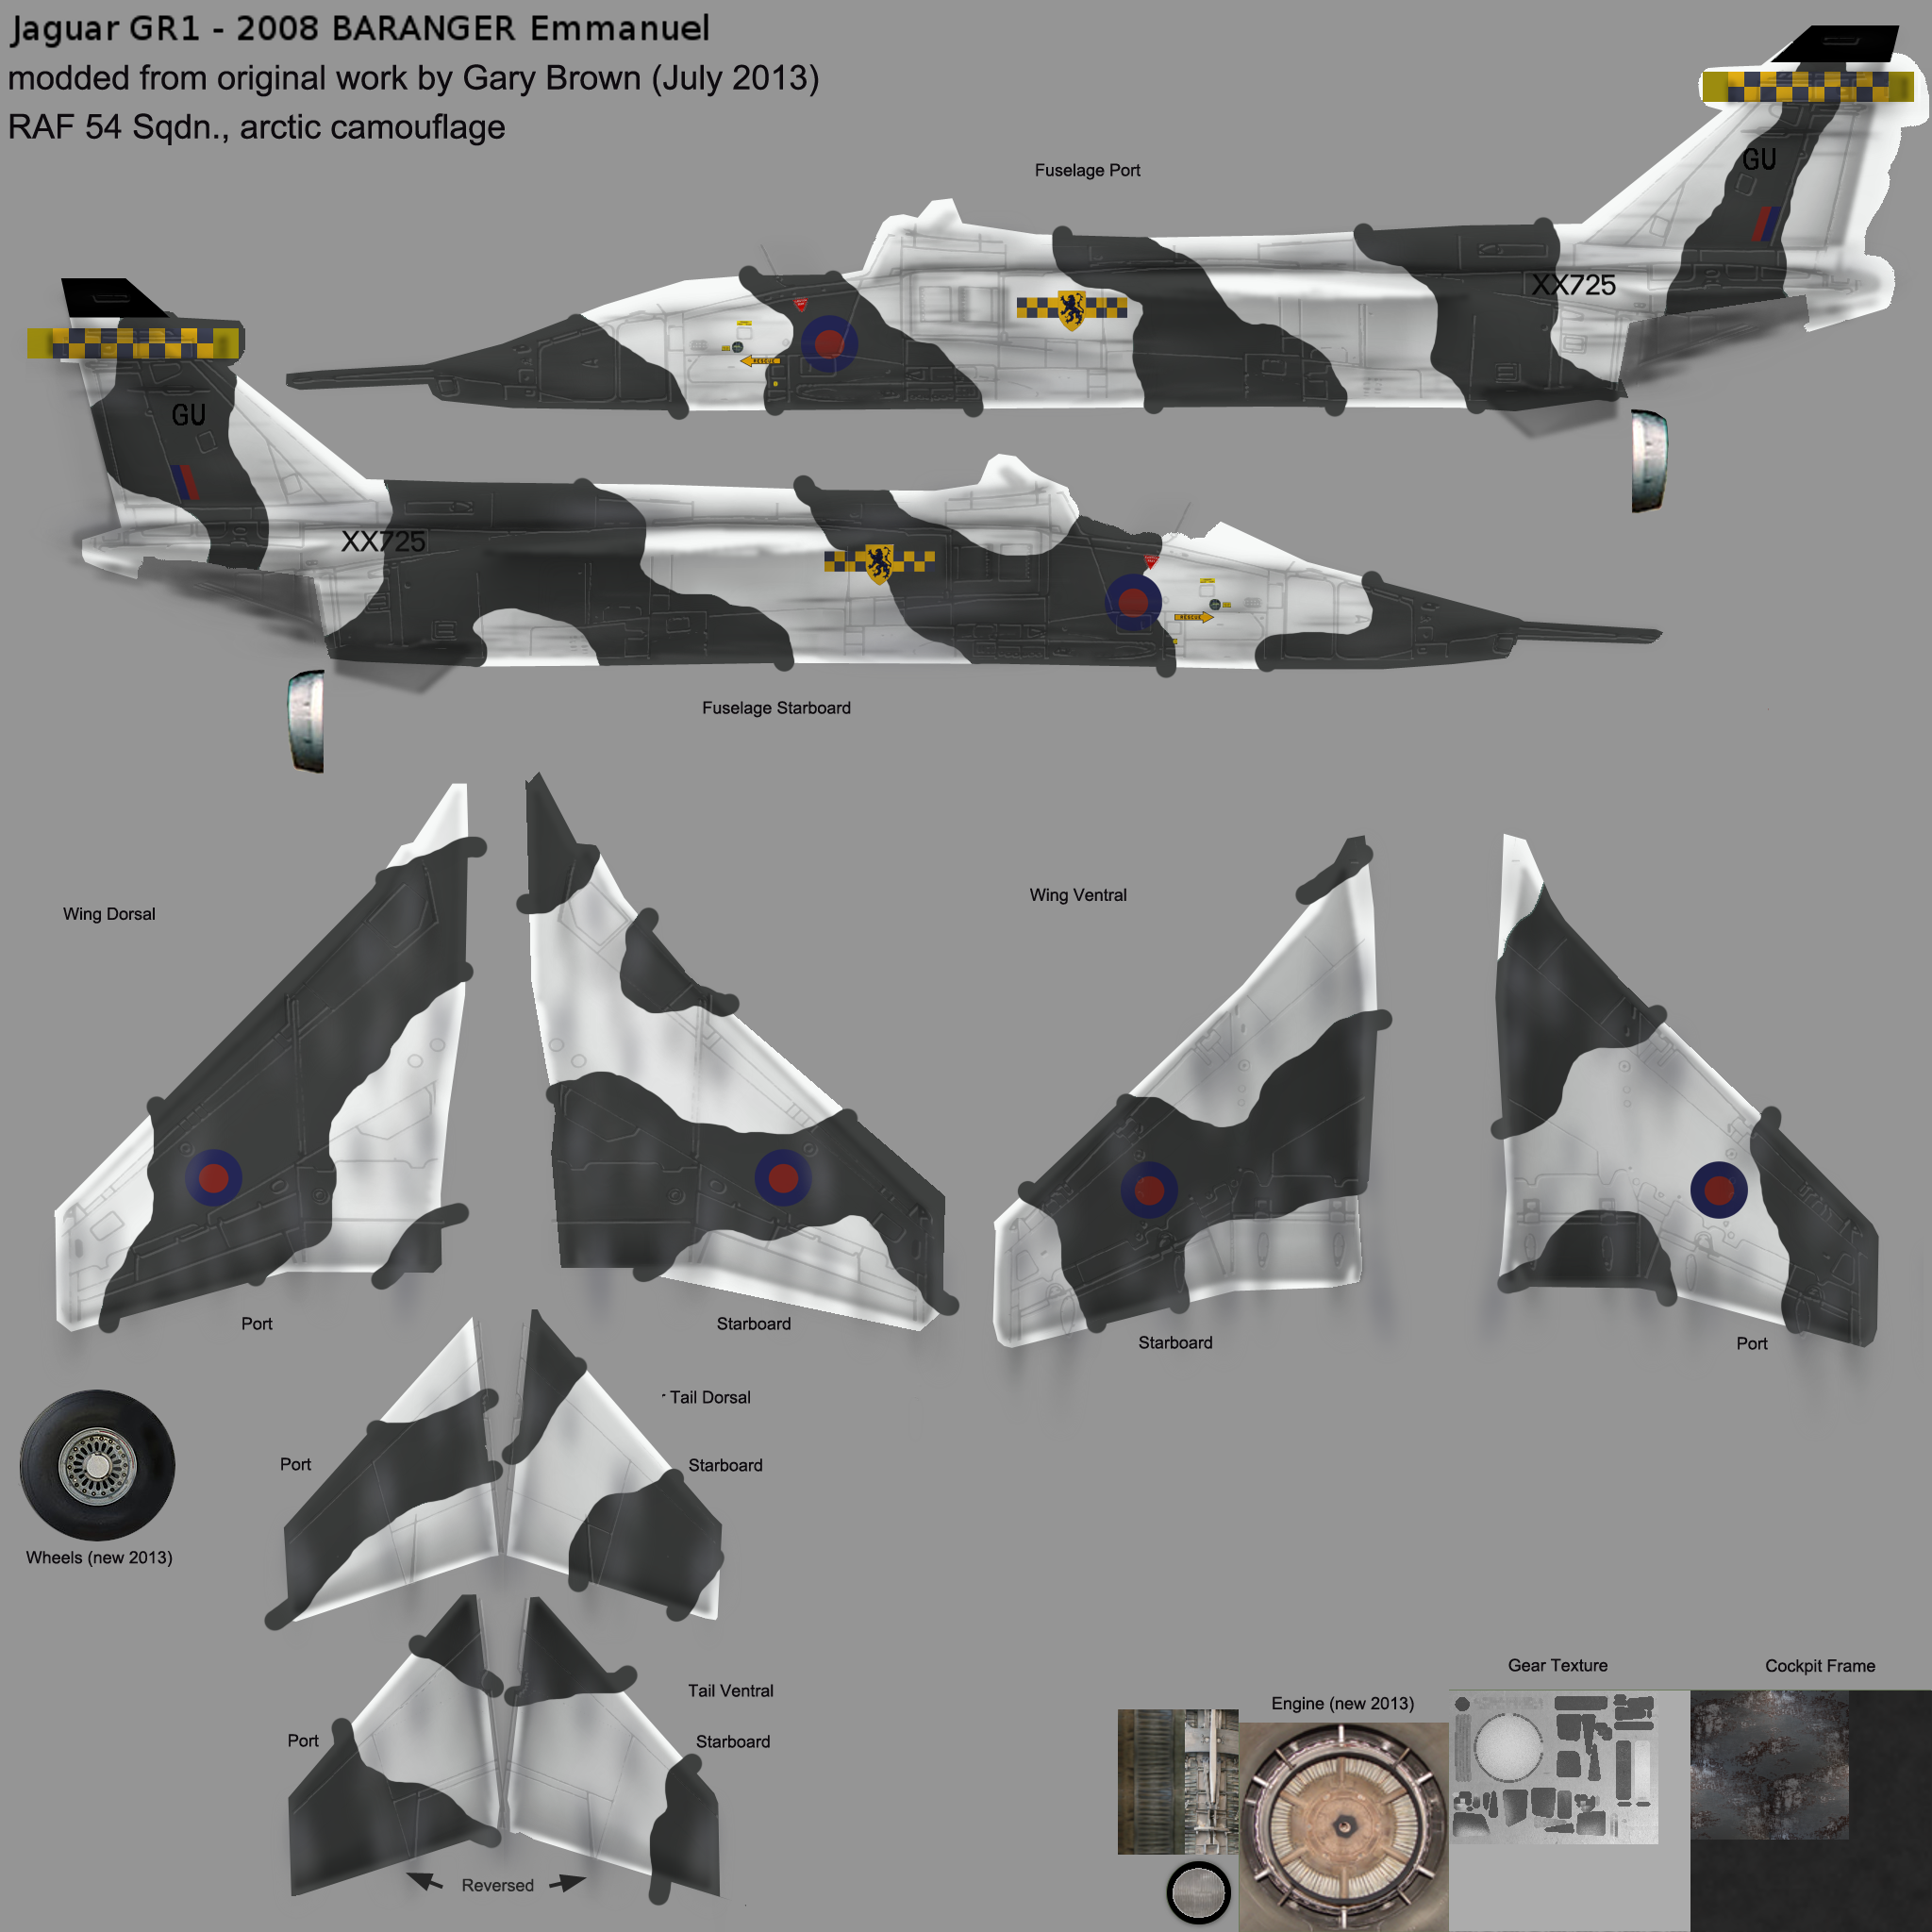 Jaguar GR1 - 2008 BARANGER Emmanuel
modded from original work by Gary Brown (July 2013)
RAF 54 Sqdn., arctic camouflage
Fuselage Port
GU
XX725
RESCUE
GU
XX725
RESCUE
Fuselage Starboard
Wing Dorsal
Wing Ventral
Port
Starboard
Starboard
Port
Tail Dorsal
Port
Starboard
Wheels (new 2013)
Tail Ventral
Port
Starboard
Reversed
Gear Texture
Cockpit Frame
Engine (new 2013)